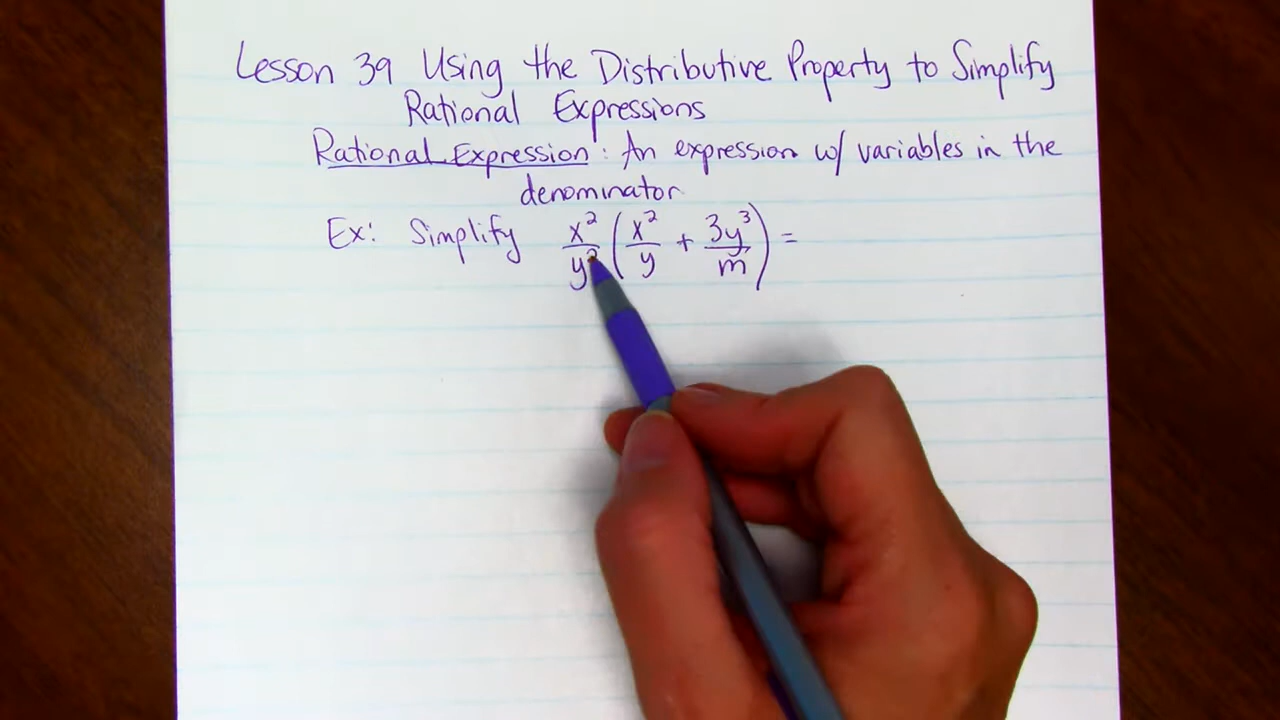 Lesson 39 Using the Distributive Property to Simplify
Rational Expressions
Rational Expression: An expression w/ variables in the
denominator
Ex: Simplify x²/y² (x²/y + 3y³/m) =